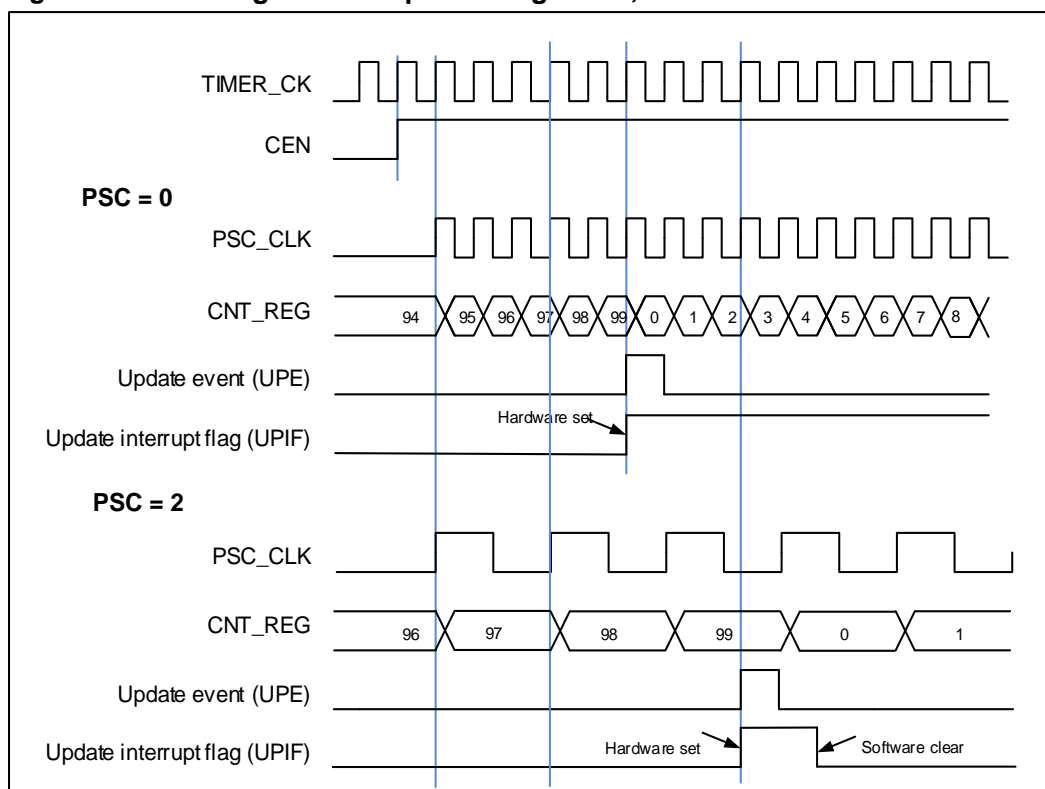 TIMER_CK
CEN
PSC = 0
PSC_CLK
CNT_REG 94 95 96 97 98 99 0 1 2 3 4 5 6 7 8
Update event (UPE)
Hardware set
Update interrupt flag (UPIF)
PSC = 2
PSC_CLK
CNT_REG 96 97 98 99 0 1
Update event (UPE)
Update interrupt flag (UPIF) Hardware set Software clear